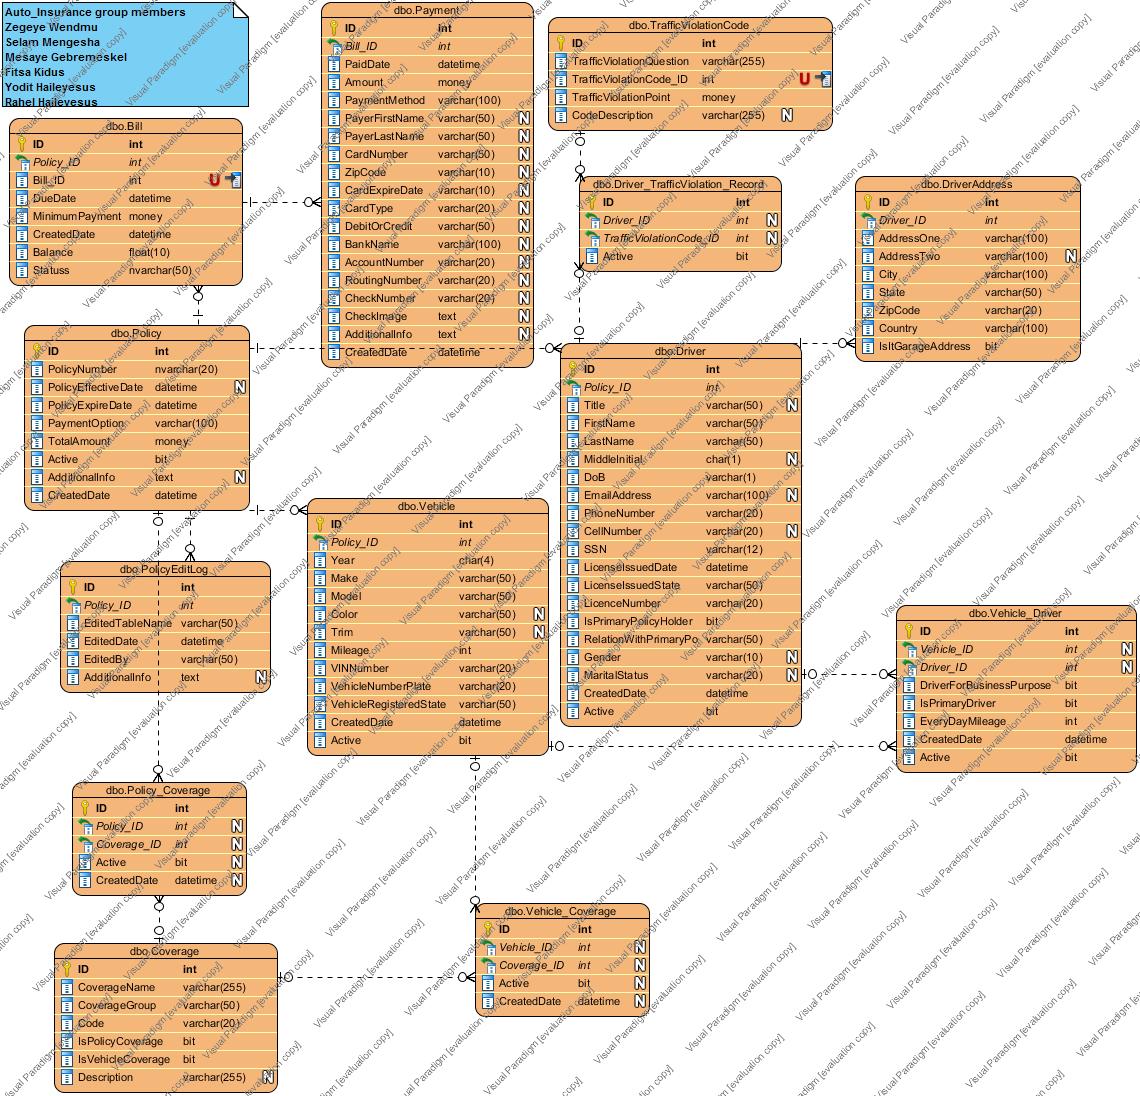 Auto_Insurance group members
Zegeye Wendmu
Selam Mengesha
Mesaye Gebremeskel
Fitsa Kidus
Yodit Haileyesus
Rahel Haileyesus
dbo.Payment
ID int
Bill_ID int
PaidDate datetime
Amount money
PaymentMethod varchar(100)
PayerFirstName varchar(50) N
PayerLastName varchar(50) N
CardNumber varchar(50) N
ZipCode varchar(10) N
CardExpireDate varchar(10) N
CardType varchar(20) N
DebitOrCredit varchar(50) N
BankName varchar(100) N
AccountNumber varchar(20) N
RoutingNumber varchar(20) N
CheckNumber varchar(20) N
CheckImage text N
AdditionalInfo text N
CreatedDate datetime
dbo.TrafficViolationCode
ID int
TrafficViolationQuestion varchar(255)
TrafficViolationCode_ID int U
TrafficViolationPoint money
CodeDescription varchar(255) N
dbo.Bill
ID int
Policy_ID int
Bill_ID int U
DueDate datetime
MinimumPayment money
CreatedDate datetime
Balance float(10)
Statuss nvarchar(50)
dbo.Driver_TrafficViolation_Record
ID int
Driver_ID int N
TrafficViolationCode_ID int N
Active bit
dbo.DriverAddress
ID int
Driver_ID int
AddressOne varchar(100)
AddressTwo varchar(100) N
City varchar(100)
State varchar(50)
ZipCode varchar(20)
Country varchar(100)
IsItGarageAddress bit
dbo.Policy
ID int
PolicyNumber nvarchar(20)
PolicyEffectiveDate datetime N
PolicyExpireDate datetime
PaymentOption varchar(100)
TotalAmount money
Active bit
AdditionalInfo text N
CreatedDate datetime
dbo.Driver
ID int
Policy_ID int
Title varchar(50) N
FirstName varchar(50)
LastName varchar(50)
MiddleInitial char(1) N
DoB varchar(1)
EmailAddress varchar(100) N
PhoneNumber varchar(20)
CellNumber varchar(20) N
SSN varchar(12)
LicenseIssuedDate datetime
LicenseIssuedState varchar(50)
LicenceNumber varchar(20)
IsPrimaryPolicyHolder bit
RelationWithPrimaryPo varchar(50)
Gender varchar(10) N
MaritalStatus varchar(20) N
CreatedDate datetime
Active bit
dbo.Vehicle
ID int
Policy_ID int
Year char(4)
Make varchar(50)
Model varchar(50)
Color varchar(50) N
Trim varchar(50) N
Mileage int
VINNumber varchar(20)
VehicleNumberPlate varchar(20)
VehicleRegisteredState varchar(50)
CreatedDate datetime
Active bit
dbo.PolicyEditLog
ID int
Policy_ID int
EditedTableName varchar(50)
EditedDate datetime
EditedBy varchar(50)
AdditionalInfo text N
dbo.Vehicle_Driver
ID int
Vehicle_ID int N
Driver_ID int N
DriverForBusinessPurpose bit
IsPrimaryDriver bit
EveryDayMileage int
CreatedDate datetime
Active bit
dbo.Policy_Coverage
ID int
Policy_ID int N
Coverage_ID int N
Active bit N
CreatedDate datetime N
dbo.Vehicle_Coverage
ID int
Vehicle_ID int N
Coverage_ID int N
Active bit N
CreatedDate datetime N
dbo.Coverage
ID int
CoverageName varchar(255)
CoverageGroup varchar(50)
Code varchar(20)
IsPolicyCoverage bit
IsVehicleCoverage bit
Description varchar(255) N
Visual Paradigm [evaluation copy]